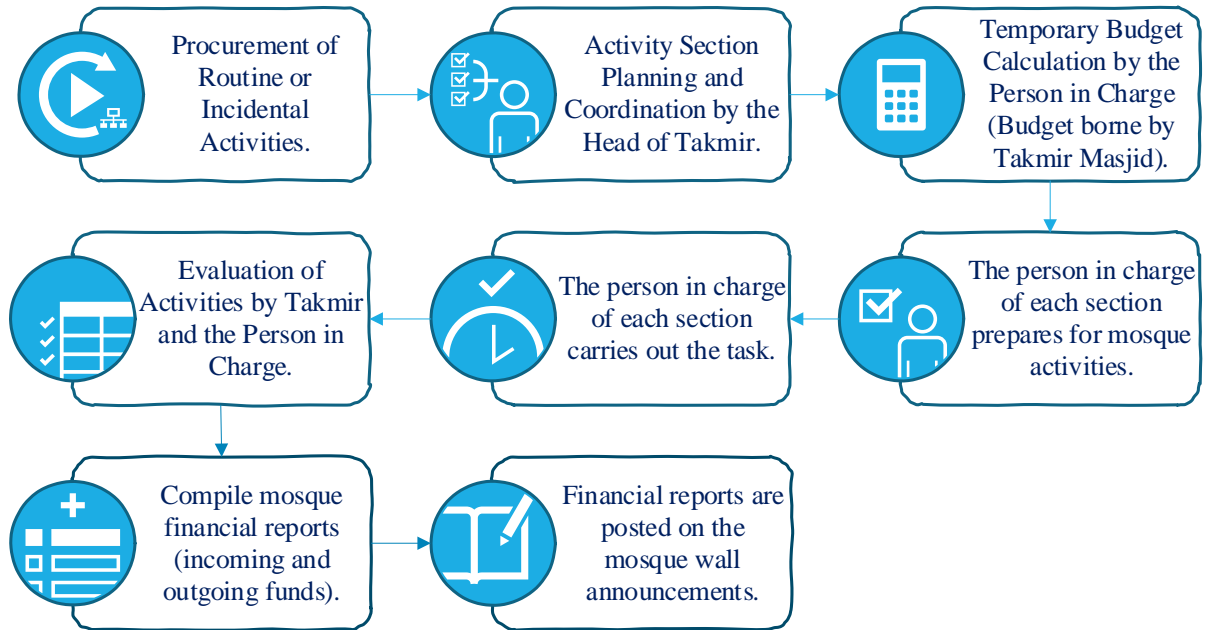 Procurement of
Routine or
Incidental
Activities.
Activity Section
Planning and
Coordination by the
Head of Takmir.
Temporary Budget
Calculation by the
Person in Charge
(Budget borne by
Takmir Masjid).
The person in charge
of each section
prepares for mosque
activities.
The person in charge
of each section
carries out the task.
Evaluation of
Activities by Takmir
and the Person in
Charge.
Compile mosque
financial reports
(incoming and
outgoing funds).
Financial reports are
posted on the
mosque wall
announcements.